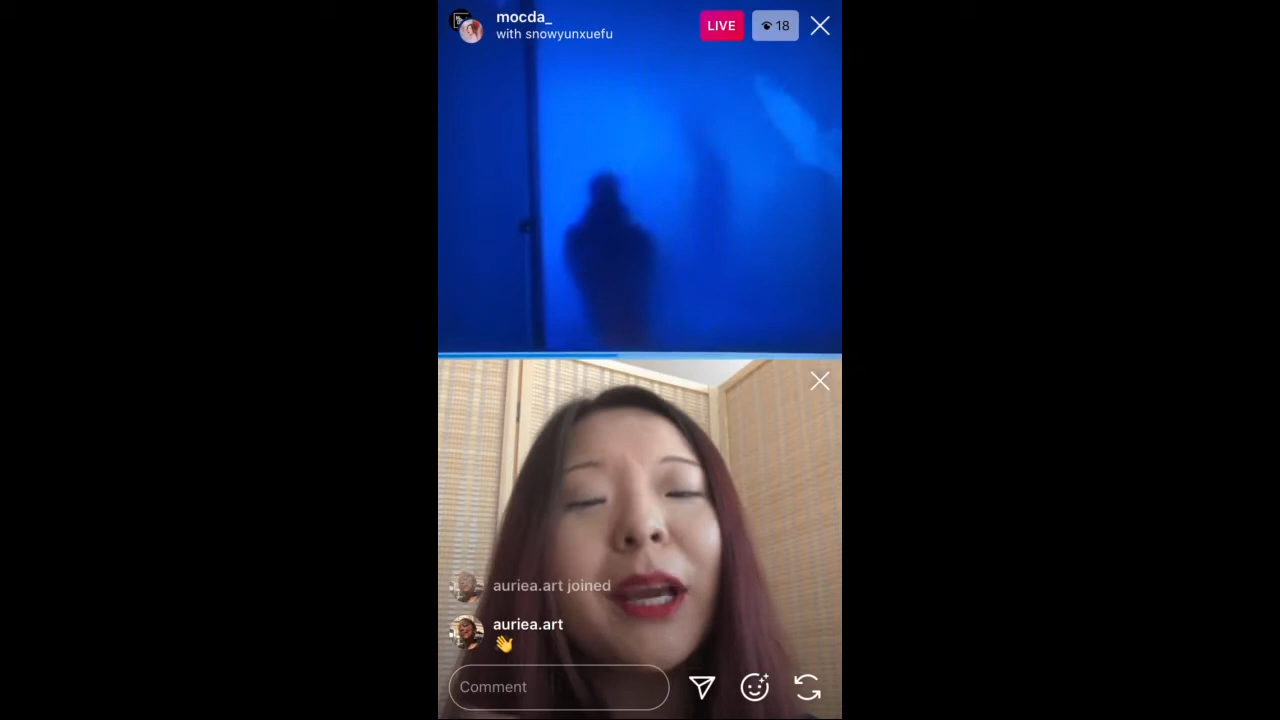 mocda_
with snowyunxuefu
LIVE
18
auriea.art joined
auriea.art
Comment